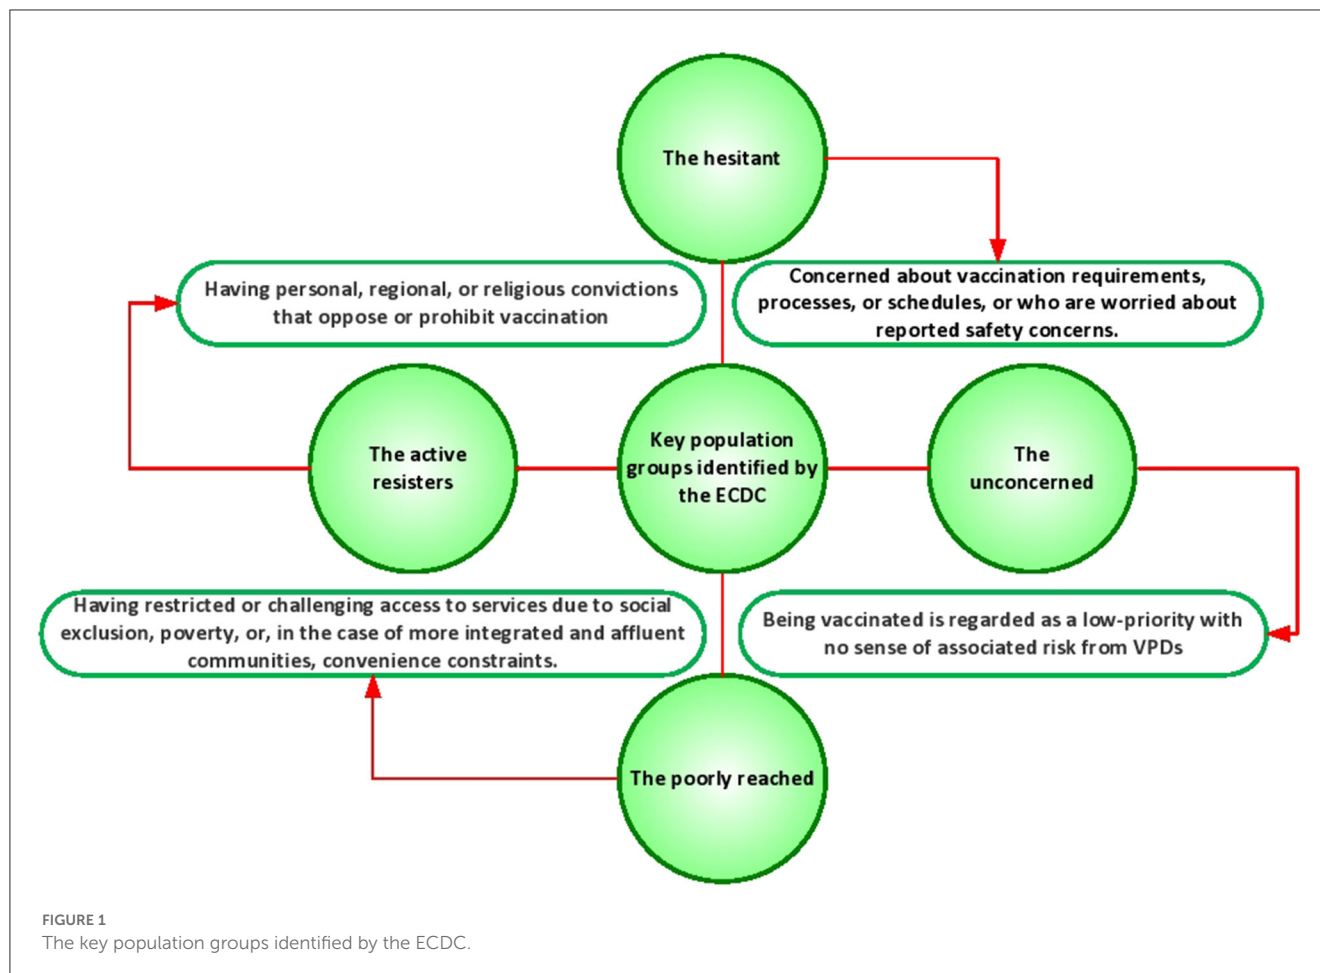 The hesitant
Having personal, regional, or religious convictions
that oppose or prohibit vaccination
Concerned about vaccination requirements,
processes, or schedules, or who are worried about
reported safety concerns.
The active
resisters
Key population
groups identified by
the ECDC
The
unconcerned
Having restricted or challenging access to services due to social
exclusion, poverty, or, in the case of more integrated and affluent
communities, convenience constraints.
Being vaccinated is regarded as a low-priority with
no sense of associated risk from VPDs
The poorly reached
FIGURE 1
The key population groups identified by the ECDC.